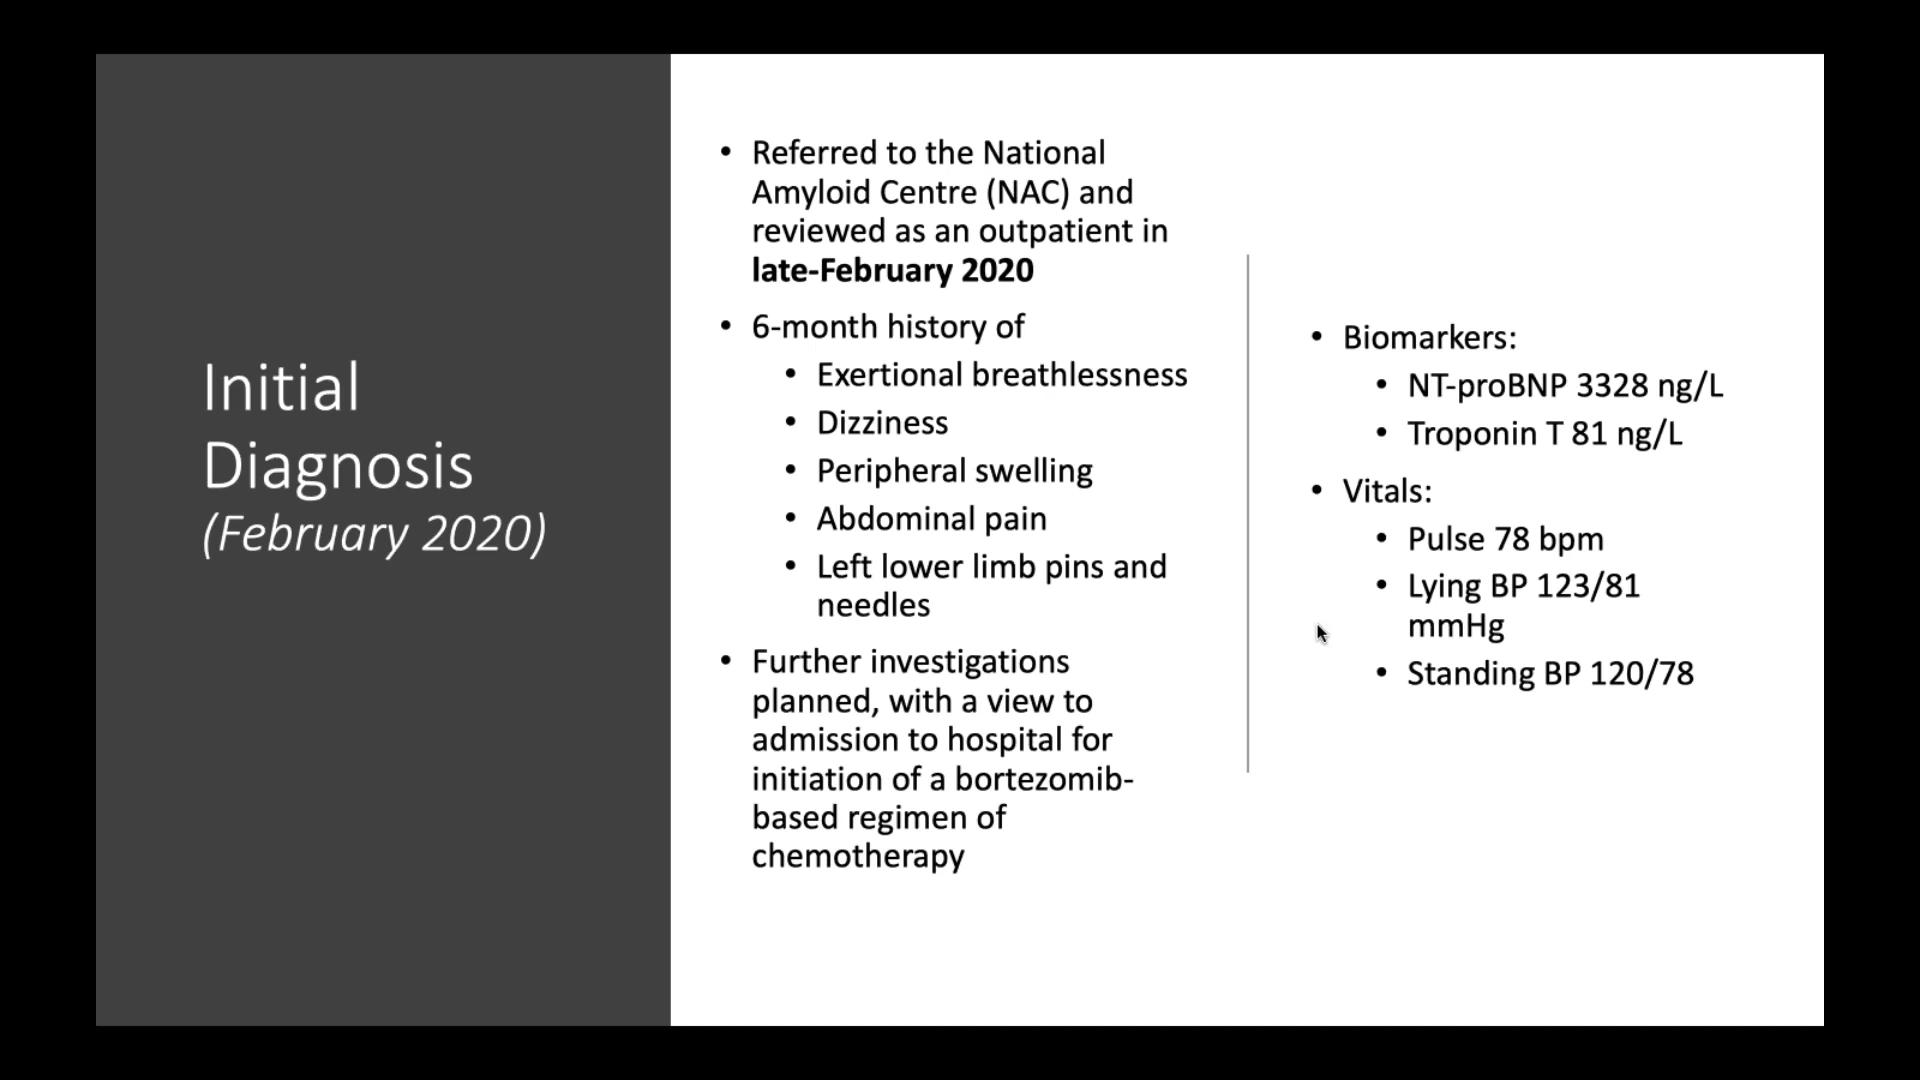 Initial
Diagnosis
(February 2020)
• Referred to the National
Amyloid Centre (NAC) and
reviewed as an outpatient in
late-February 2020
• 6-month history of
• Exertional breathlessness
• Dizziness
• Peripheral swelling
• Abdominal pain
• Left lower limb pins and
needles
• Further investigations
planned, with a view to
admission to hospital for
initiation of a bortezomib-
based regimen of
chemotherapy
• Biomarkers:
• NT-proBNP 3328 ng/L
• Troponin T 81 ng/L
• Vitals:
• Pulse 78 bpm
• Lying BP 123/81
mmHg
• Standing BP 120/78